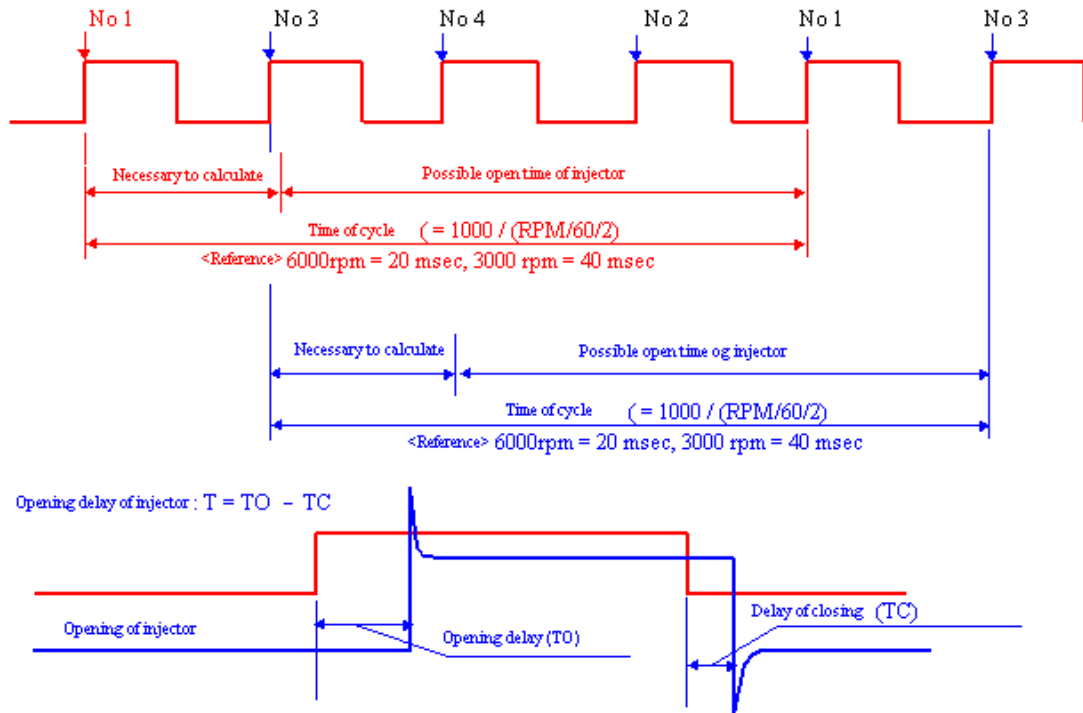 No 1 No 3 No 4 No 2 No 1 No 3
Necessary to calculate Possible open time of injector
Time of cycle ( = 1000 / (RPM/60/2)
<Reference> 6000rpm = 20 msec, 3000 rpm = 40 msec
Necessary to calculate Possible open time og injector
Time of cycle ( = 1000 / (RPM/60/2)
<Reference> 6000rpm = 20 msec, 3000 rpm = 40 msec
Opening delay of injector : T = TO - TC
Opening of injector
Opening delay (TO)
Delay of closing (TC)